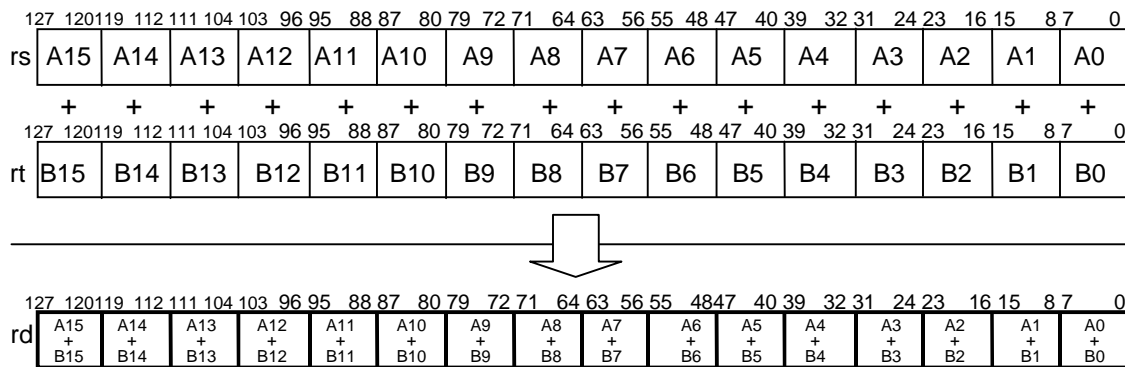 127 120119 112 111 104 103 96 95 88 87 80 79 72 71 64 63 56 55 48 47 40 39 32 31 24 23 16 15 8 7 0
rs A15 A14 A13 A12 A11 A10 A9 A8 A7 A6 A5 A4 A3 A2 A1 A0
+ + + + + + + + + + + + + + + +
127 120119 112 111 104 103 96 95 88 87 80 79 72 71 64 63 56 55 48 47 40 39 32 31 24 23 16 15 8 7 0
rt B15 B14 B13 B12 B11 B10 B9 B8 B7 B6 B5 B4 B3 B2 B1 B0
127 120119 112 111 104 103 96 95 88 87 80 79 72 71 64 63 56 55 4847 40 39 32 31 24 23 16 15 8 7 0
A15 A14 A13 A12 A11 A10 A9 A8 A7 A6 A5 A4 A3 A2 A1 A0
rd + + + + + + + + + + + + + + + +
B15 B14 B13 B12 B11 B10 B9 B8 B7 B6 B5 B4 B3 B2 B1 B0